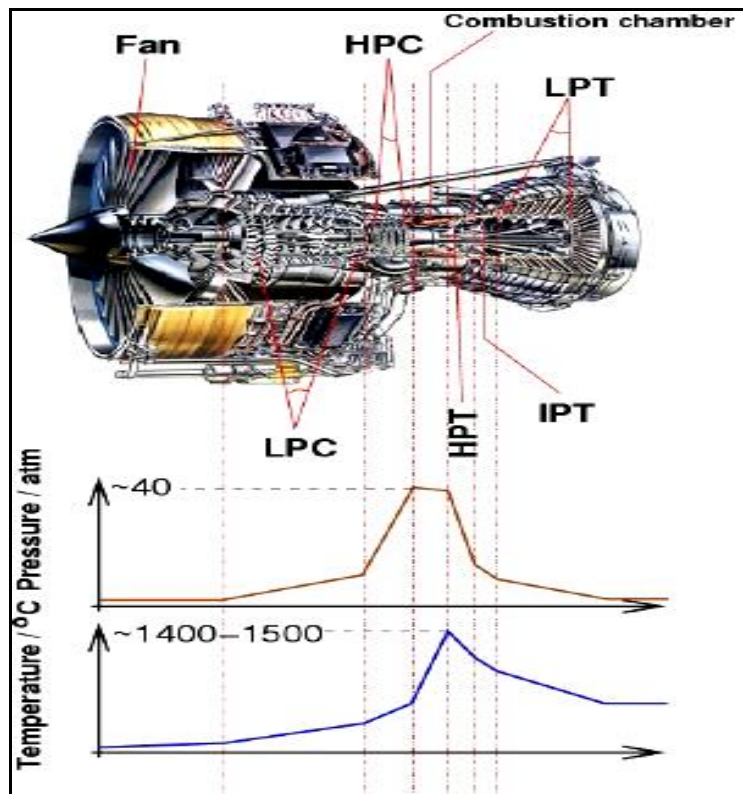 Combustion chamber
Fan
HPC
LPT
LPC
HPT
IPT
Temperature / °C Pressure / atm
~40
~1400–1500